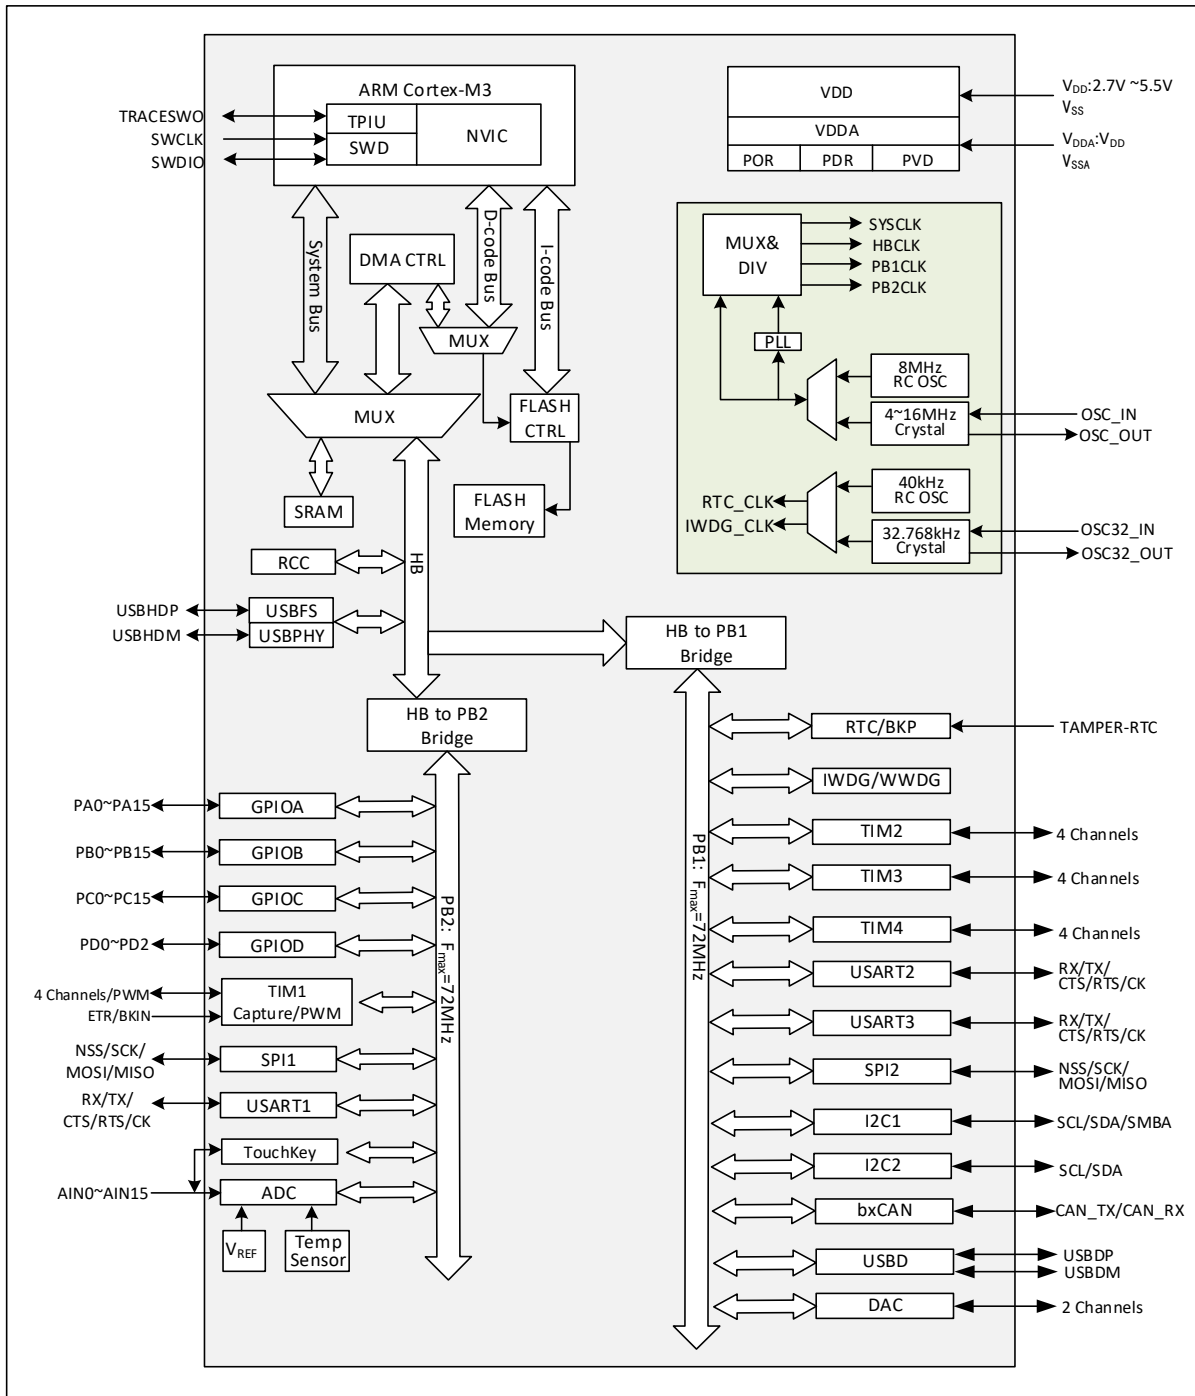 ARM Cortex-M3
TRACESWO
SWCLK
SWDIO
TPIU
SWD
NVIC
VDD
VDDA
POR
PDR
PVD
VDD:2.7V ~5.5V
VSS
VDDA:VDD
VSSA
System Bus
DMA CTRL
D-code Bus
I-code Bus
MUX
MUX
FLASH
CTRL
SRAM
FLASH
Memory
MUX&
DIV
SYSCLK
HBCLK
PB1CLK
PB2CLK
PLL
8MHz
RC OSC
4~16MHz
Crystal
OSC_IN
OSC_OUT
40kHz
RC OSC
RTC_CLK
IWDG_CLK
32.768kHz
Crystal
OSC32_IN
OSC32_OUT
RCC
HB
USBHDP
USBHDM
USBFS
USBPHY
HB to PB1
Bridge
HB to PB2
Bridge
PA0~PA15
GPIOA
PB0~PB15
GPIOB
PC0~PC15
GPIOC
PD0~PD2
GPIOD
4 Channels/PWM
ETR/BKIN
TIM1
Capture/PWM
NSS/SCK/
MOSI/MISO
SPI1
RX/TX/
CTS/RTS/CK
USART1
TouchKey
AIN0~AIN15
ADC
VREF
Temp
Sensor
PB2: Fmax=72MHz
PB1: Fmax=72MHz
RTC/BKP
TAMPER-RTC
IWDG/WWDG
TIM2
4 Channels
TIM3
4 Channels
TIM4
4 Channels
USART2
RX/TX/
CTS/RTS/CK
USART3
RX/TX/
CTS/RTS/CK
SPI2
NSS/SCK/
MOSI/MISO
I2C1
SCL/SDA/SMBA
I2C2
SCL/SDA
bxCAN
CAN_TX/CAN_RX
USBD
USBDP
USBDM
DAC
2 Channels